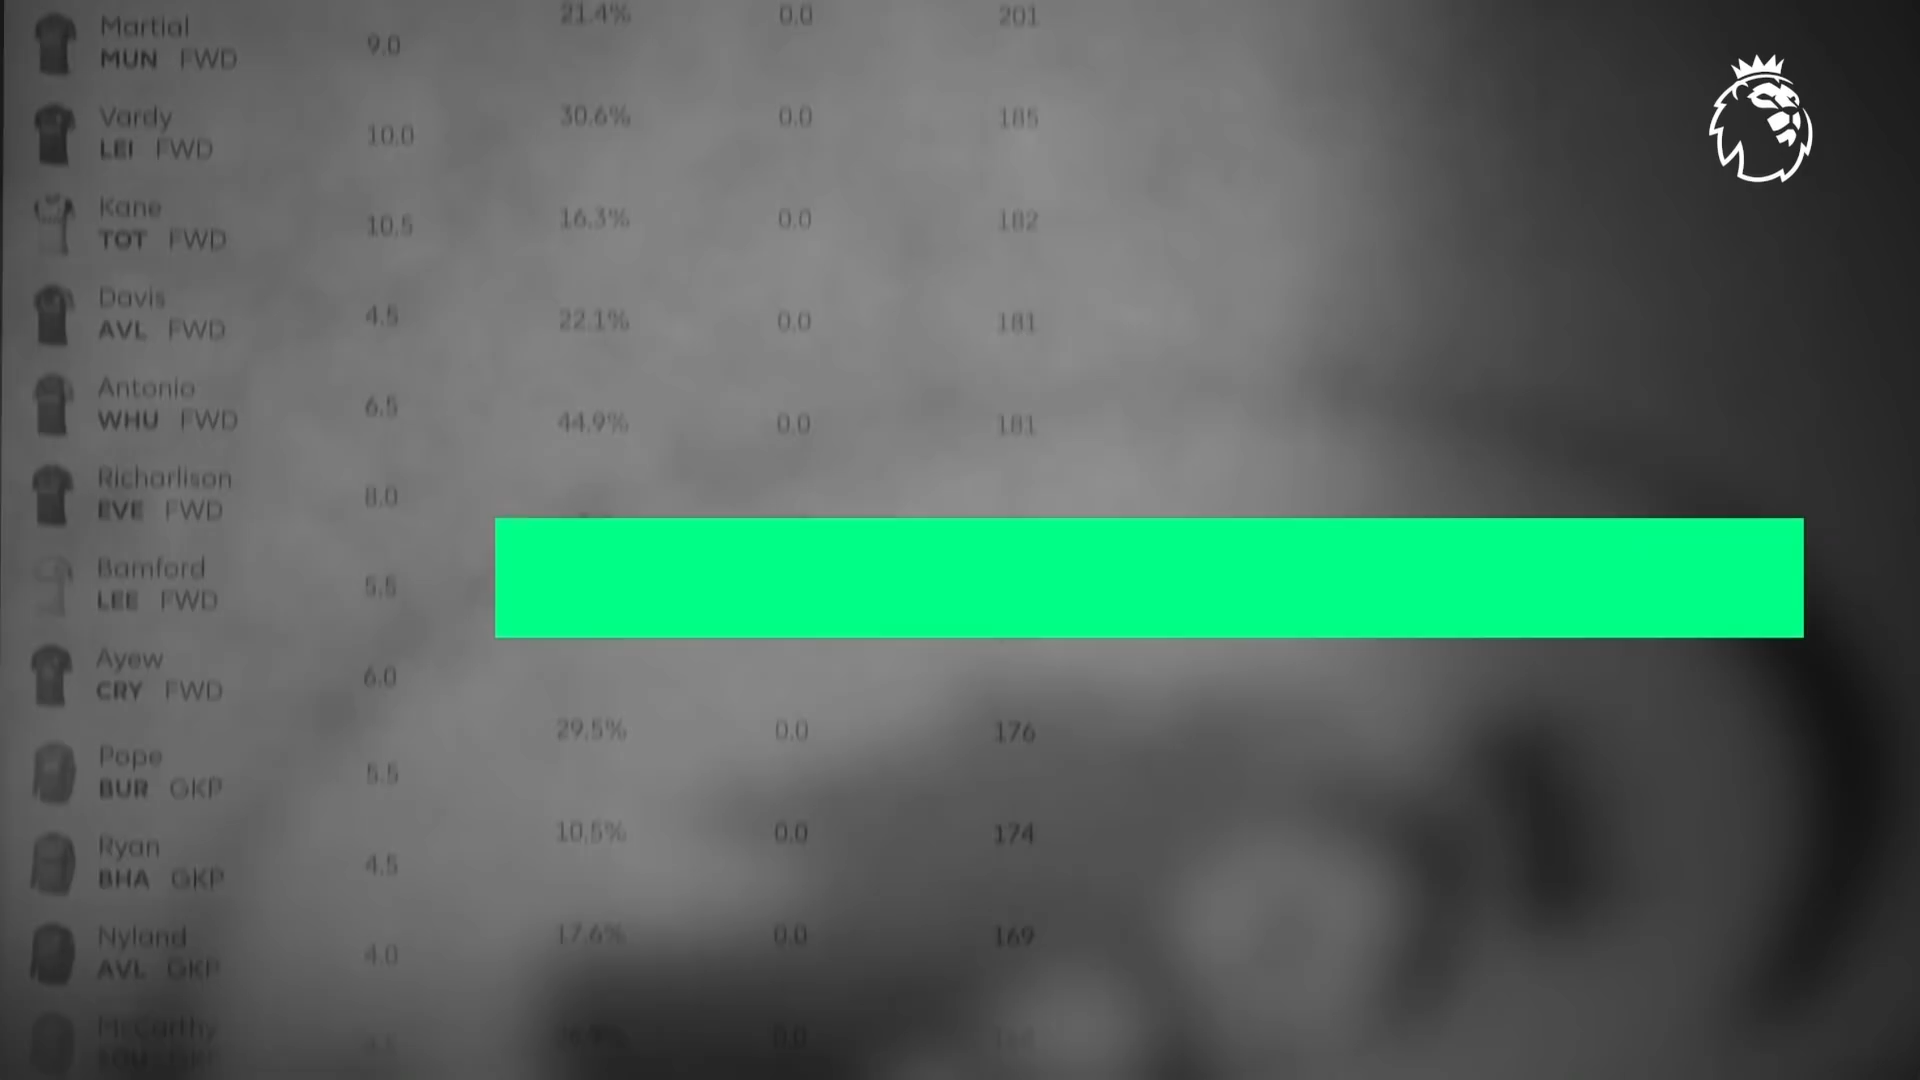 21.4% 0.0 201
Martial
MUN FWD 9.0
Vardy
LEI FWD 10.0
30.6% 0.0 185
Kane
TOT FWD 10.5
16.3% 0.0 182
Davis
AVL FWD 4.5
22.1% 0.0 181
Antonio
WHU FWD 6.5
44.9% 0.0 181
Richarlison
EVE FWD 8.0
Bamford
LEE FWD 5.5
Ayew
CRY FWD 6.0
29.5% 0.0 176
Pope
BUR GKP 5.5
10.5% 0.0 174
Ryan
BHA GKP 4.5
17.6% 0.0 169
Nyland
AVL GKP 4.0
McCarthy
0.0